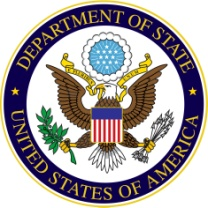 DEPARTMENT OF STATE
UNITED STATES OF AMERICA